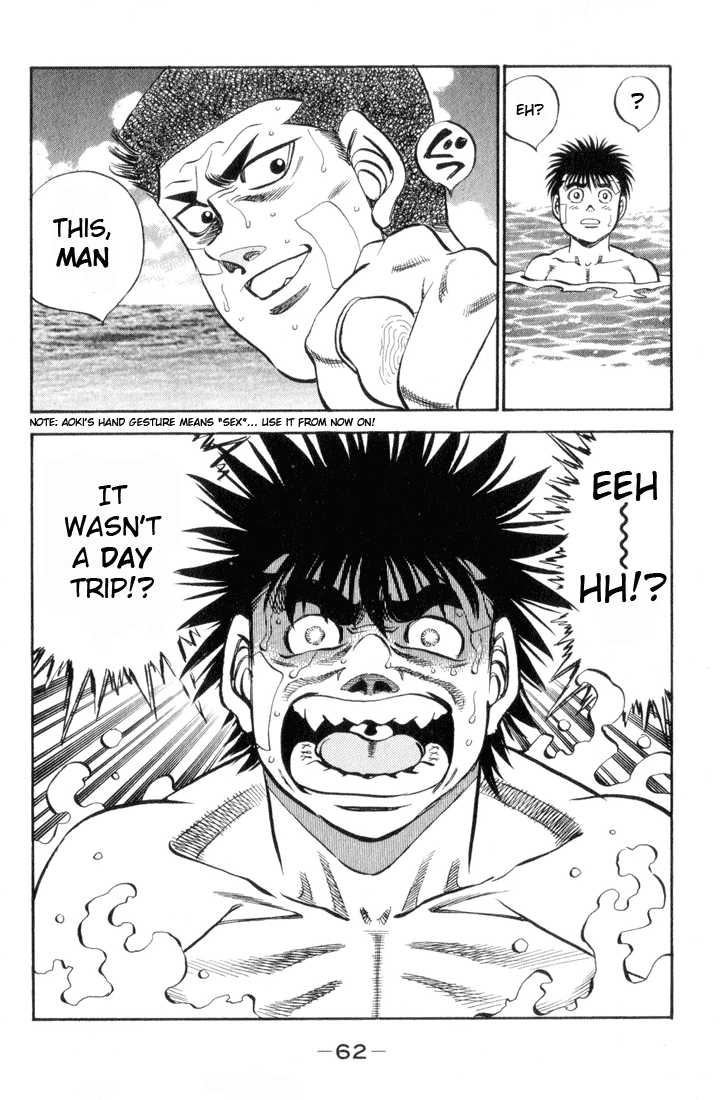 ?
EH?
THIS,
MAN
NOTE: AOKI'S HAND GESTURE MEANS "SEX"... USE IT FROM NOW ON!
EEH
~
HH!?
IT
WASN'T
A DAY
TRIP!?
—62—